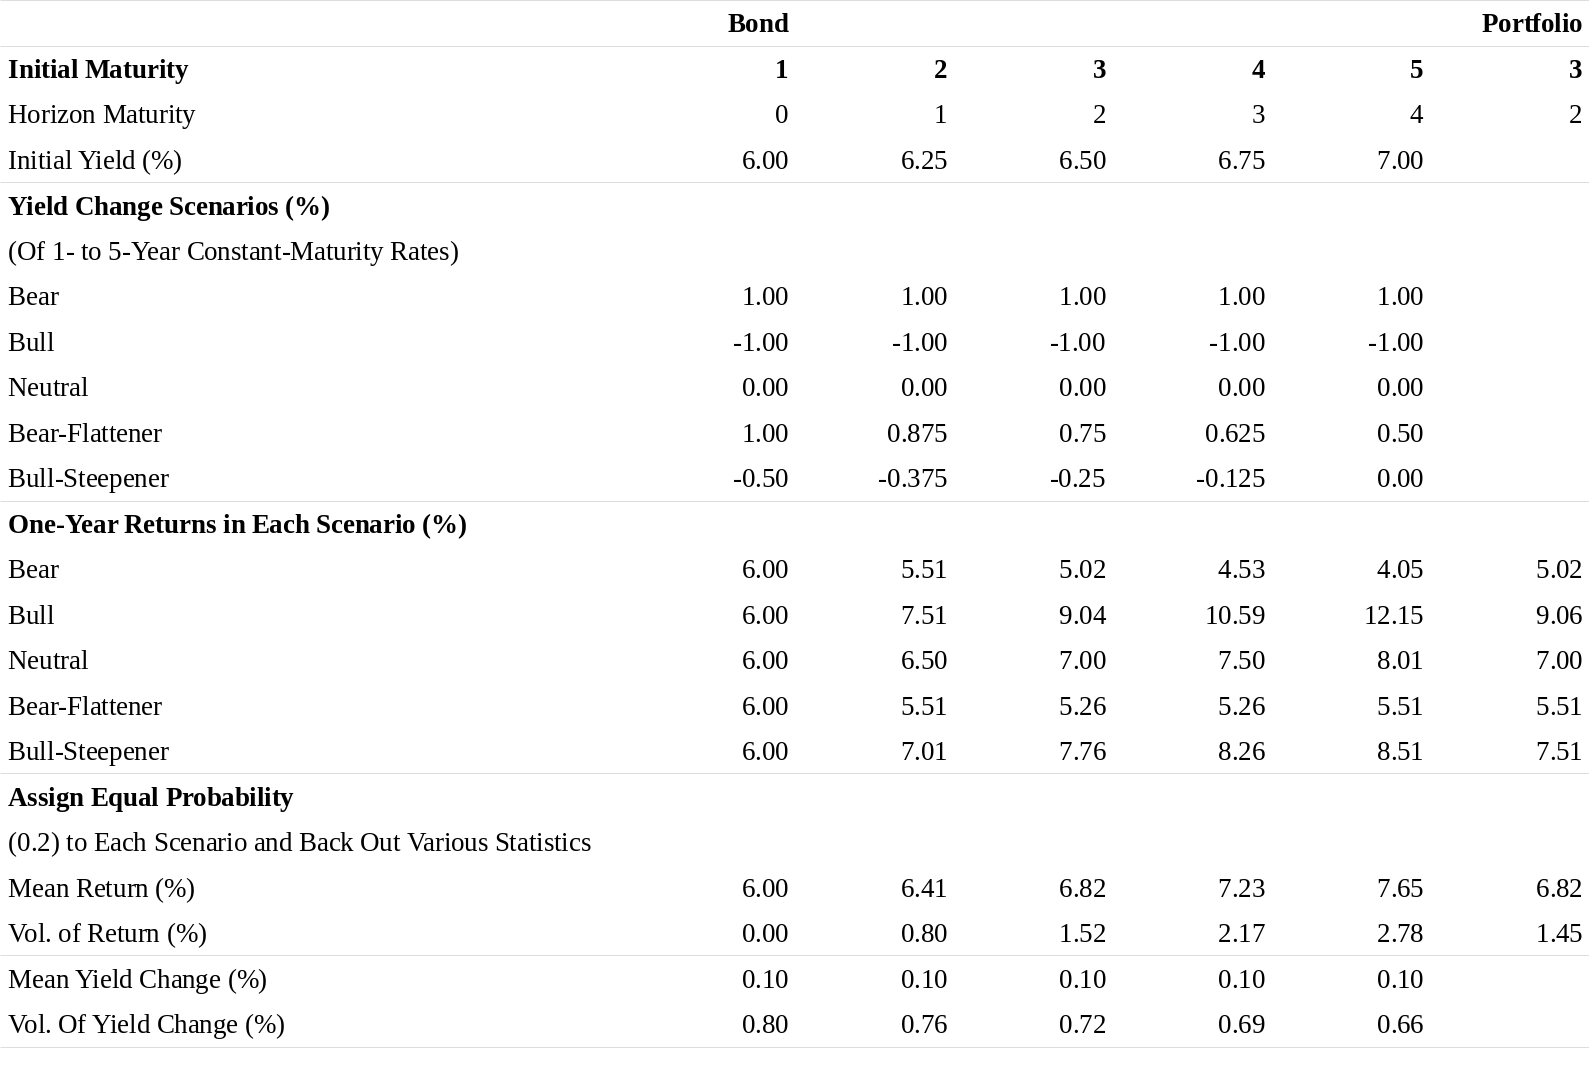 Bond Portfolio
Initial Maturity 1 2 3 4 5 3
Horizon Maturity 0 1 2 3 4 2
Initial Yield (%) 6.00 6.25 6.50 6.75 7.00
Yield Change Scenarios (%)
(Of 1- to 5-Year Constant-Maturity Rates)
Bear 1.00 1.00 1.00 1.00 1.00
Bull -1.00 -1.00 -1.00 -1.00 -1.00
Neutral 0.00 0.00 0.00 0.00 0.00
Bear-Flattener 1.00 0.875 0.75 0.625 0.50
Bull-Steepener -0.50 -0.375 -0.25 -0.125 0.00
One-Year Returns in Each Scenario (%)
Bear 6.00 5.51 5.02 4.53 4.05 5.02
Bull 6.00 7.51 9.04 10.59 12.15 9.06
Neutral 6.00 6.50 7.00 7.50 8.01 7.00
Bear-Flattener 6.00 5.51 5.26 5.26 5.51 5.51
Bull-Steepener 6.00 7.01 7.76 8.26 8.51 7.51
Assign Equal Probability
(0.2) to Each Scenario and Back Out Various Statistics
Mean Return (%) 6.00 6.41 6.82 7.23 7.65 6.82
Vol. of Return (%) 0.00 0.80 1.52 2.17 2.78 1.45
Mean Yield Change (%) 0.10 0.10 0.10 0.10 0.10
Vol. Of Yield Change (%) 0.80 0.76 0.72 0.69 0.66